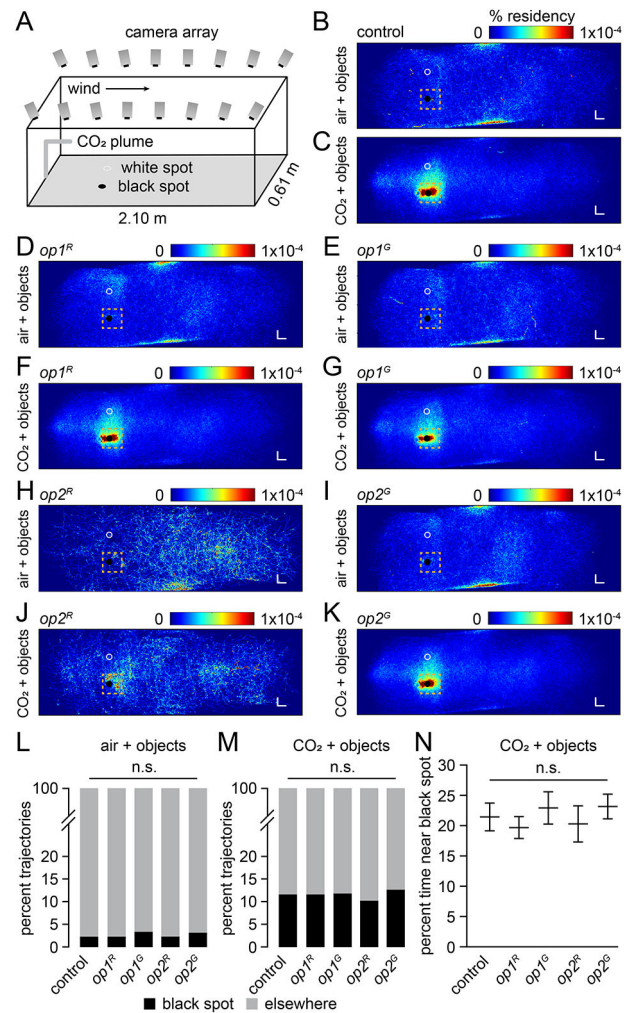 A
camera array
wind
CO₂ plume
white spot
black spot
2.10 m
0.61 m
B
control
% residency
0
1x10⁻⁴
air + objects
C
CO₂ + objects
D
op1ᴿ
0
1x10⁻⁴
air + objects
E
op1ᴳ
0
1x10⁻⁴
air + objects
F
op1ᴿ
0
1x10⁻⁴
CO₂ + objects
G
op1ᴳ
0
1x10⁻⁴
CO₂ + objects
H
op2ᴿ
0
1x10⁻⁴
air + objects
I
op2ᴳ
0
1x10⁻⁴
air + objects
J
op2ᴿ
0
1x10⁻⁴
CO₂ + objects
K
op2ᴳ
0
1x10⁻⁴
CO₂ + objects
L
air + objects
n.s.
percent trajectories
100
20
15
10
5
0
control
op1ᴿ
op1ᴳ
op2ᴿ
op2ᴳ
M
CO₂ + objects
n.s.
percent trajectories
100
20
15
10
5
0
control
op1ᴿ
op1ᴳ
op2ᴿ
op2ᴳ
black spot
elsewhere
N
CO₂ + objects
n.s.
percent time near black spot
30
25
20
15
10
5
0
control
op1ᴿ
op1ᴳ
op2ᴿ
op2ᴳ